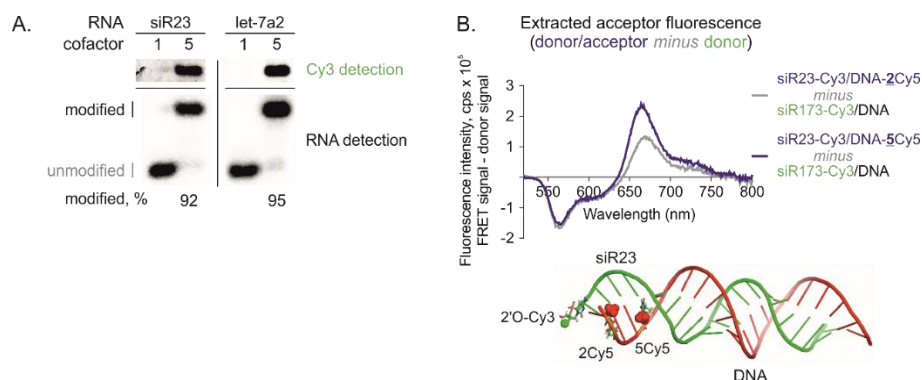 A.
RNA siR23 let-7a2
cofactor 1 5 1 5
Cy3 detection
modified
RNA detection
unmodified
modified, % 92 95
B.
Extracted acceptor fluorescence
(donor/acceptor minus donor)
Fluorescence intensity, cps x 10⁵
FRET signal - donor signal
3
2
1
-1
-2
550 600 650 700 750 800
Wavelength (nm)
siR23-Cy3/DNA-2Cy5
minus
siR173-Cy3/DNA
siR23-Cy3/DNA-5Cy5
minus
siR173-Cy3/DNA
siR23
2'O-Cy3
2Cy5
5Cy5
DNA